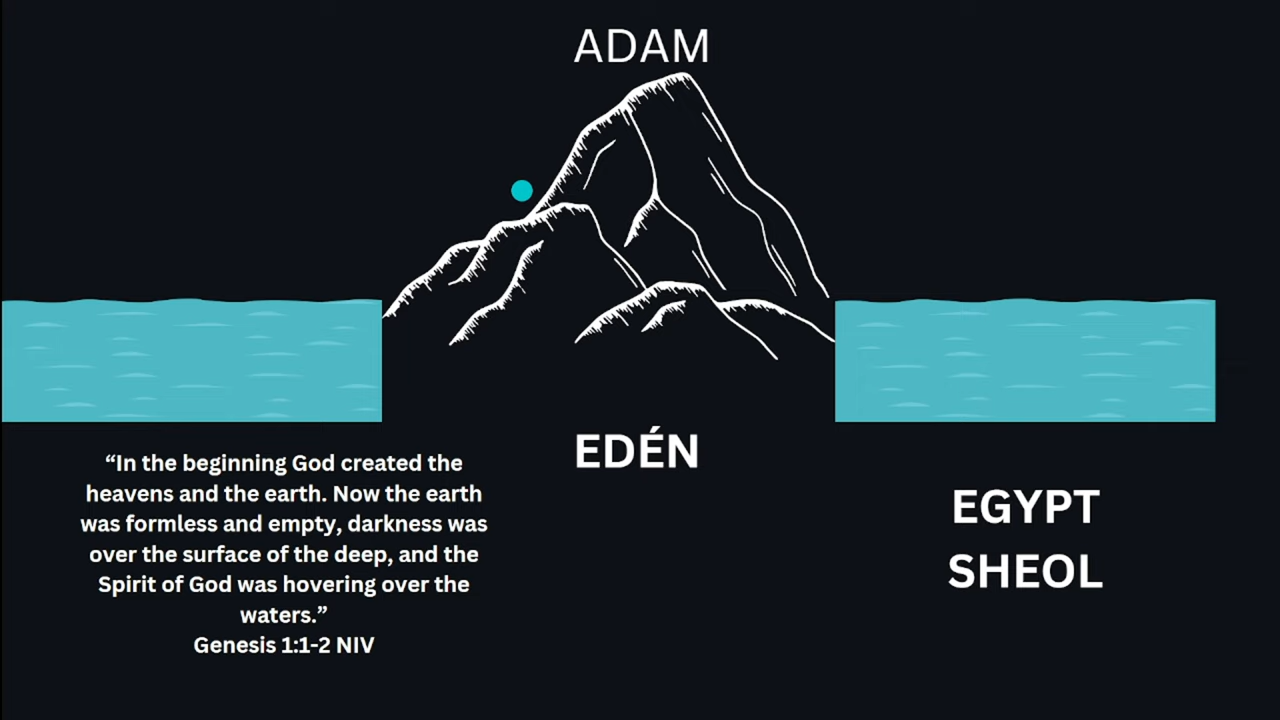 ADAM
EDÉN
“In the beginning God created the
heavens and the earth. Now the earth
was formless and empty, darkness was
over the surface of the deep, and the
Spirit of God was hovering over the
waters.”
Genesis 1:1-2 NIV
EGYPT
SHEOL